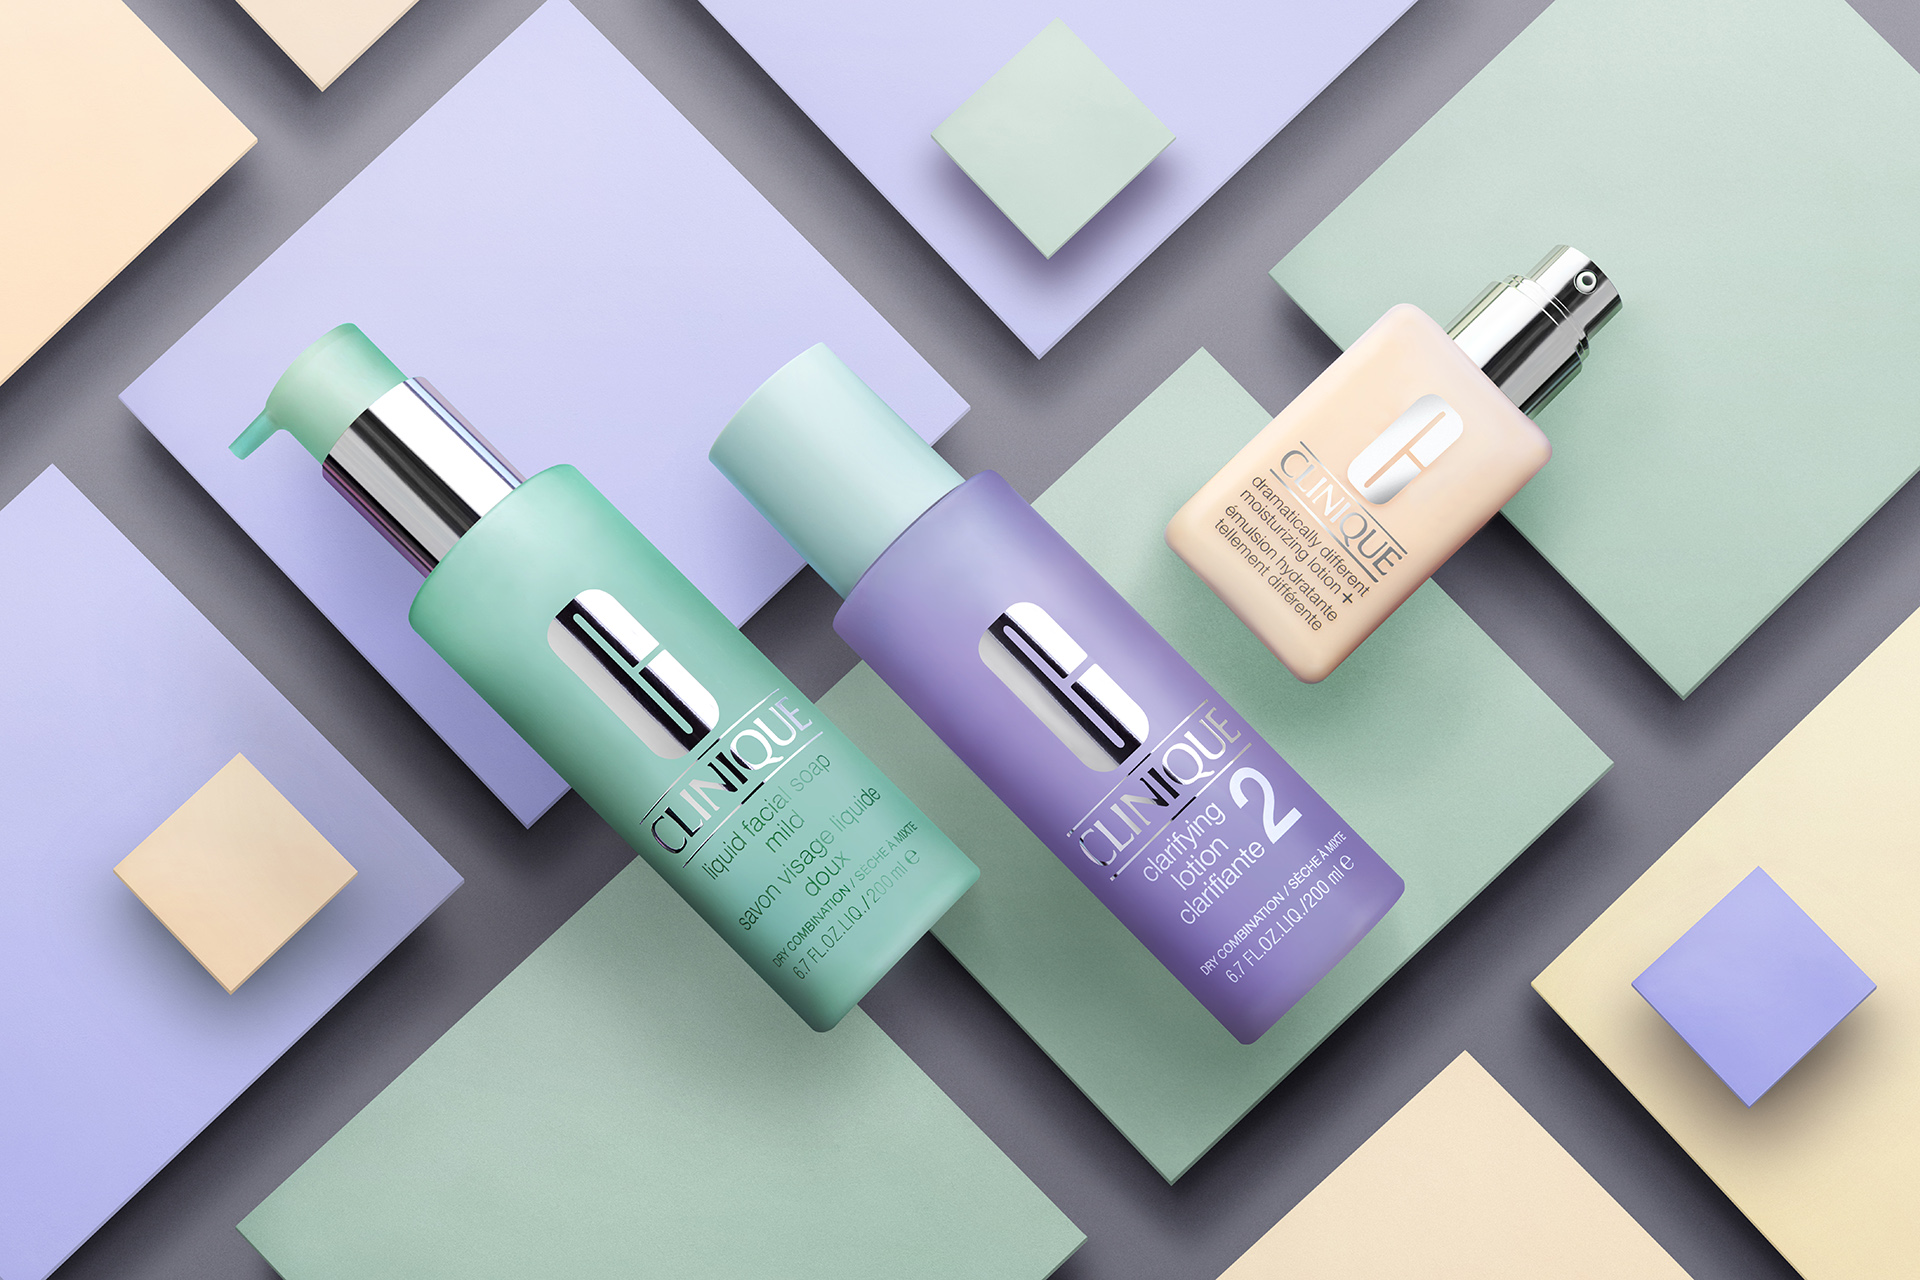 CLINIQUE
liquid facial soap
mild
savon visage liquide
doux
DRY COMBINATION / SÈCHE À MIXTE
6.7 FL.OZ.LIQ./200 ml ℮
CLINIQUE
clarifying
lotion
clarifiante
2
DRY COMBINATION / SÈCHE À MIXTE
6.7 FL.OZ.LIQ./200 ml ℮
CLINIQUE
dramatically different
moisturizing lotion +
émulsion hydratante
tellement différente